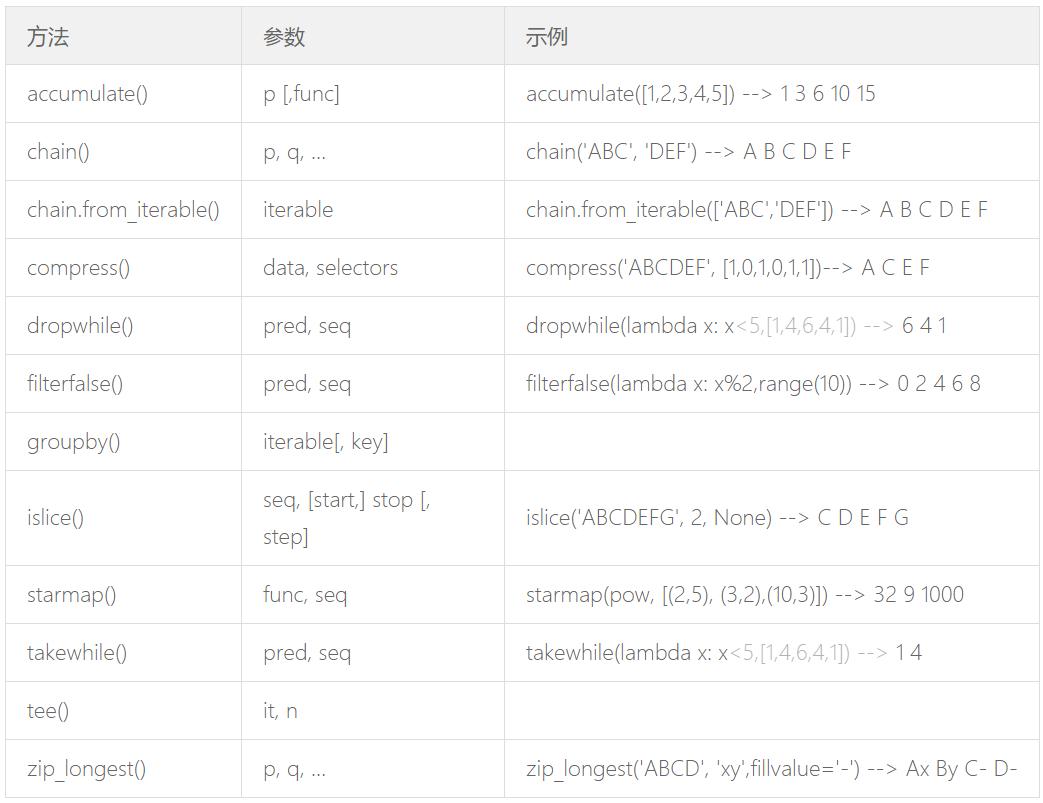 方法 参数 示例
accumulate() p [,func] accumulate([1,2,3,4,5]) --> 1 3 6 10 15
chain() p, q, ... chain('ABC', 'DEF') --> A B C D E F
chain.from_iterable() iterable chain.from_iterable(['ABC','DEF']) --> A B C D E F
compress() data, selectors compress('ABCDEF', [1,0,1,0,1,1])--> A C E F
dropwhile() pred, seq dropwhile(lambda x: x<5,[1,4,6,4,1]) --> 6 4 1
filterfalse() pred, seq filterfalse(lambda x: x%2,range(10)) --> 0 2 4 6 8
groupby() iterable[, key]
islice() seq, [start,] stop [, islice('ABCDEFG', 2, None) --> C D E F G
step]
starmap() func, seq starmap(pow, [(2,5), (3,2),(10,3)]) --> 32 9 1000
takewhile() pred, seq takewhile(lambda x: x<5,[1,4,6,4,1]) --> 1 4
tee() it, n
zip_longest() p, q, ... zip_longest('ABCD', 'xy',fillvalue='-') --> Ax By C- D-